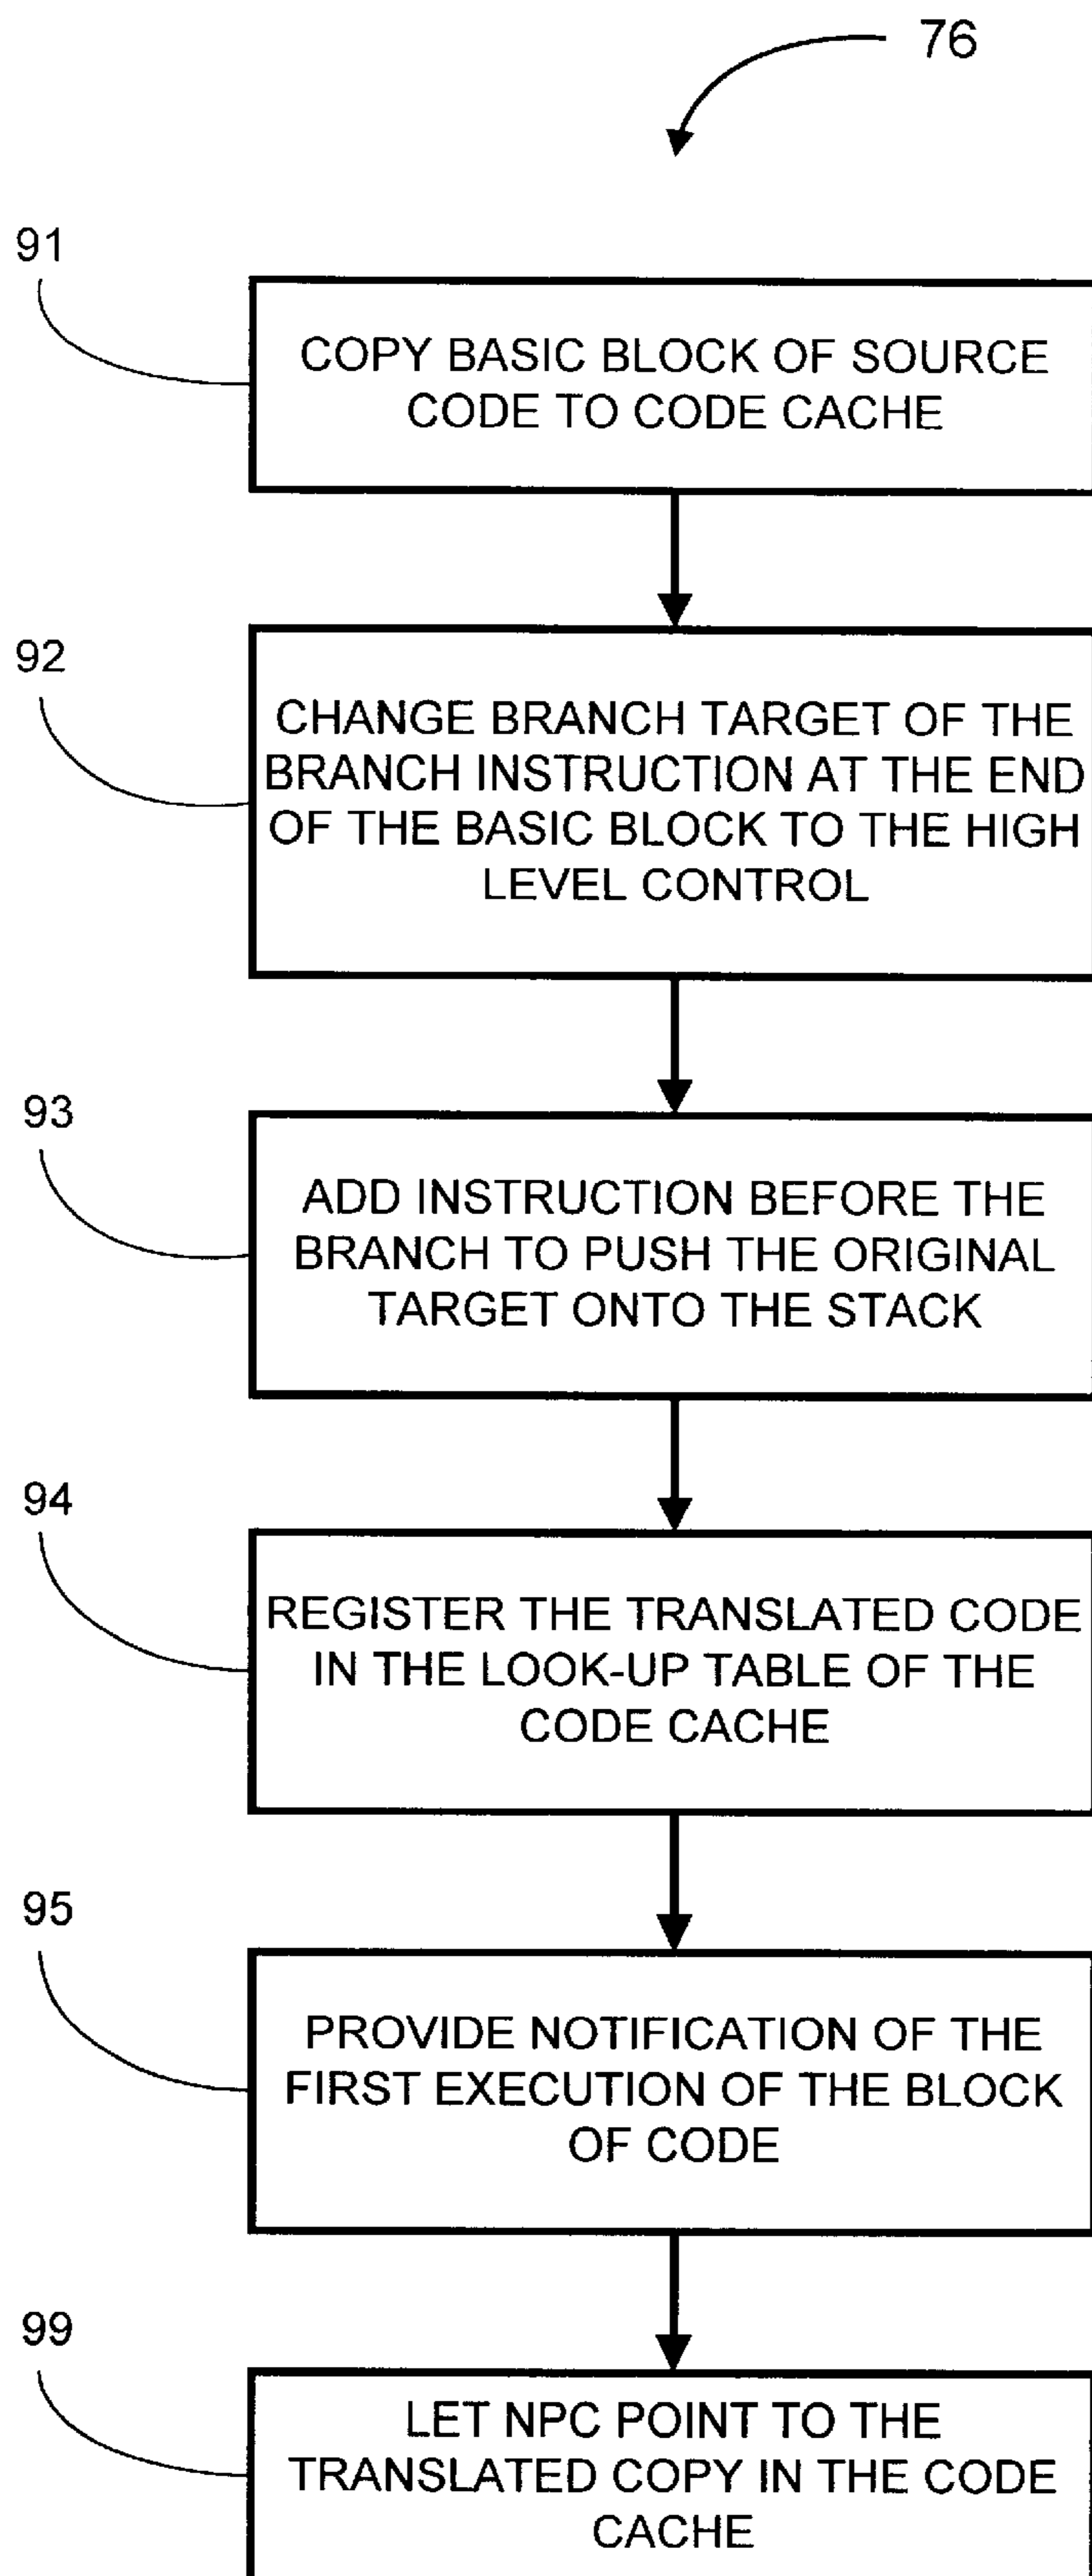 76
91
COPY BASIC BLOCK OF SOURCE
CODE TO CODE CACHE
92
CHANGE BRANCH TARGET OF THE
BRANCH INSTRUCTION AT THE END
OF THE BASIC BLOCK TO THE HIGH
LEVEL CONTROL
93
ADD INSTRUCTION BEFORE THE
BRANCH TO PUSH THE ORIGINAL
TARGET ONTO THE STACK
94
REGISTER THE TRANSLATED CODE
IN THE LOOK-UP TABLE OF THE
CODE CACHE
95
PROVIDE NOTIFICATION OF THE
FIRST EXECUTION OF THE BLOCK
OF CODE
99
LET NPC POINT TO THE
TRANSLATED COPY IN THE CODE
CACHE